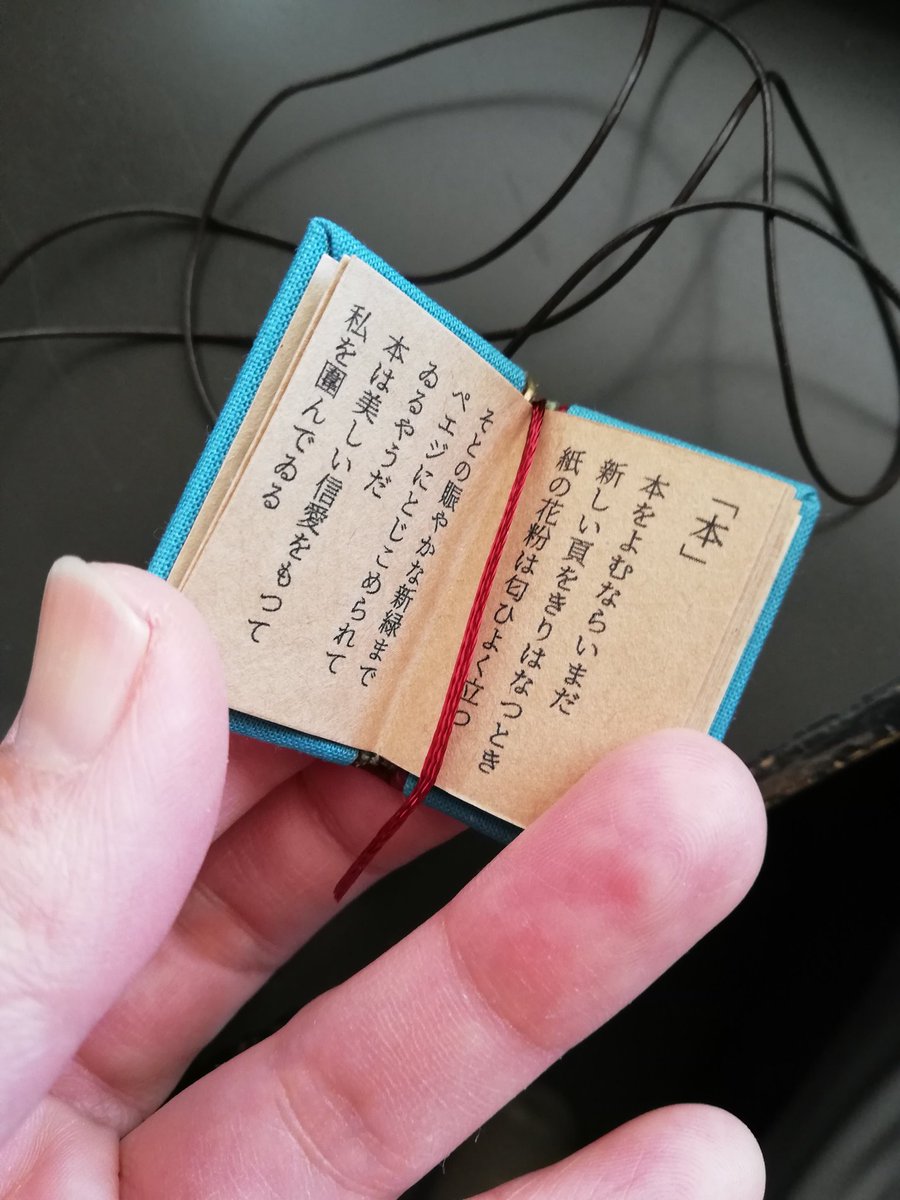 「本」
本をよむならいまだ
新しい頁をきりはなつとき
紙の花粉は匂ひよく立つ
そとの賑やかな新緑まで
ペエジにとじこめられて
ゐるやうだ
本は美しい信愛をもつて
私を圍んでゐる